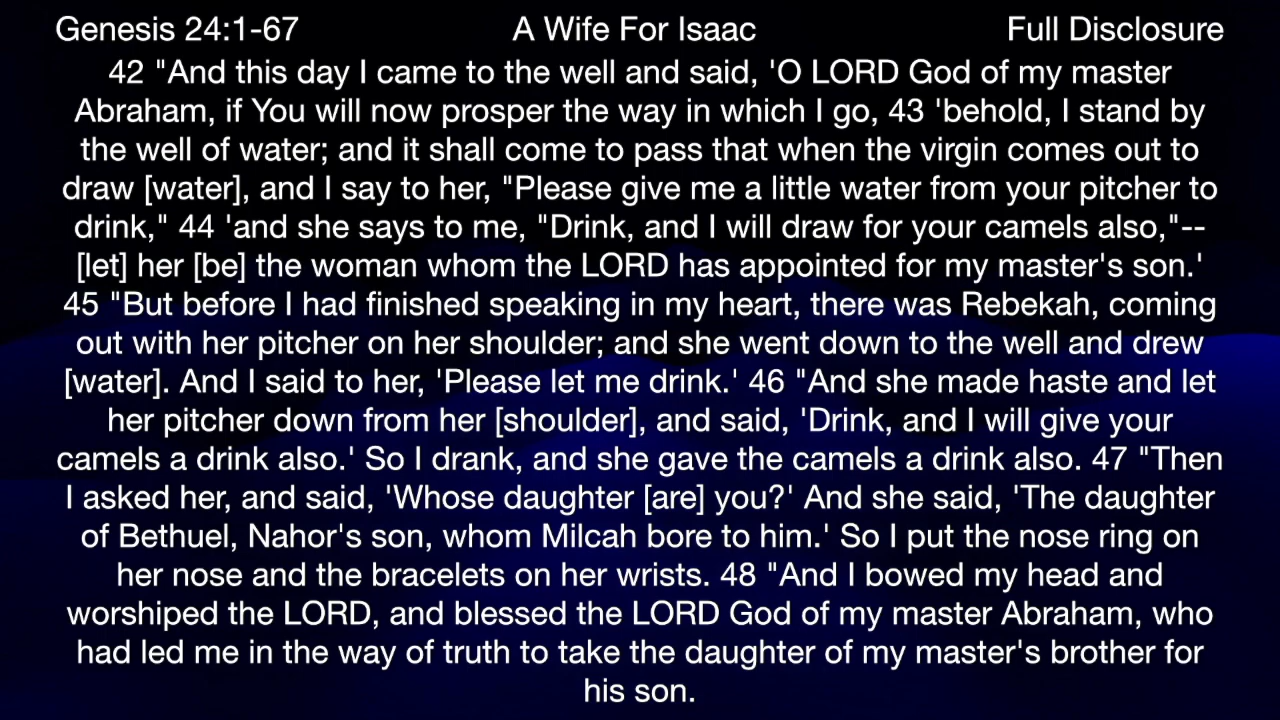 Genesis 24:1-67 A Wife For Isaac Full Disclosure
42 "And this day I came to the well and said, 'O LORD God of my master
Abraham, if You will now prosper the way in which I go, 43 'behold, I stand by
the well of water; and it shall come to pass that when the virgin comes out to
draw [water], and I say to her, "Please give me a little water from your pitcher to
drink," 44 'and she says to me, "Drink, and I will draw for your camels also,"--
[let] her [be] the woman whom the LORD has appointed for my master's son.'
45 "But before I had finished speaking in my heart, there was Rebekah, coming
out with her pitcher on her shoulder; and she went down to the well and drew
[water]. And I said to her, 'Please let me drink.' 46 "And she made haste and let
her pitcher down from her [shoulder], and said, 'Drink, and I will give your
camels a drink also.' So I drank, and she gave the camels a drink also. 47 "Then
I asked her, and said, 'Whose daughter [are] you?' And she said, 'The daughter
of Bethuel, Nahor's son, whom Milcah bore to him.' So I put the nose ring on
her nose and the bracelets on her wrists. 48 "And I bowed my head and
worshiped the LORD, and blessed the LORD God of my master Abraham, who
had led me in the way of truth to take the daughter of my master's brother for
his son.